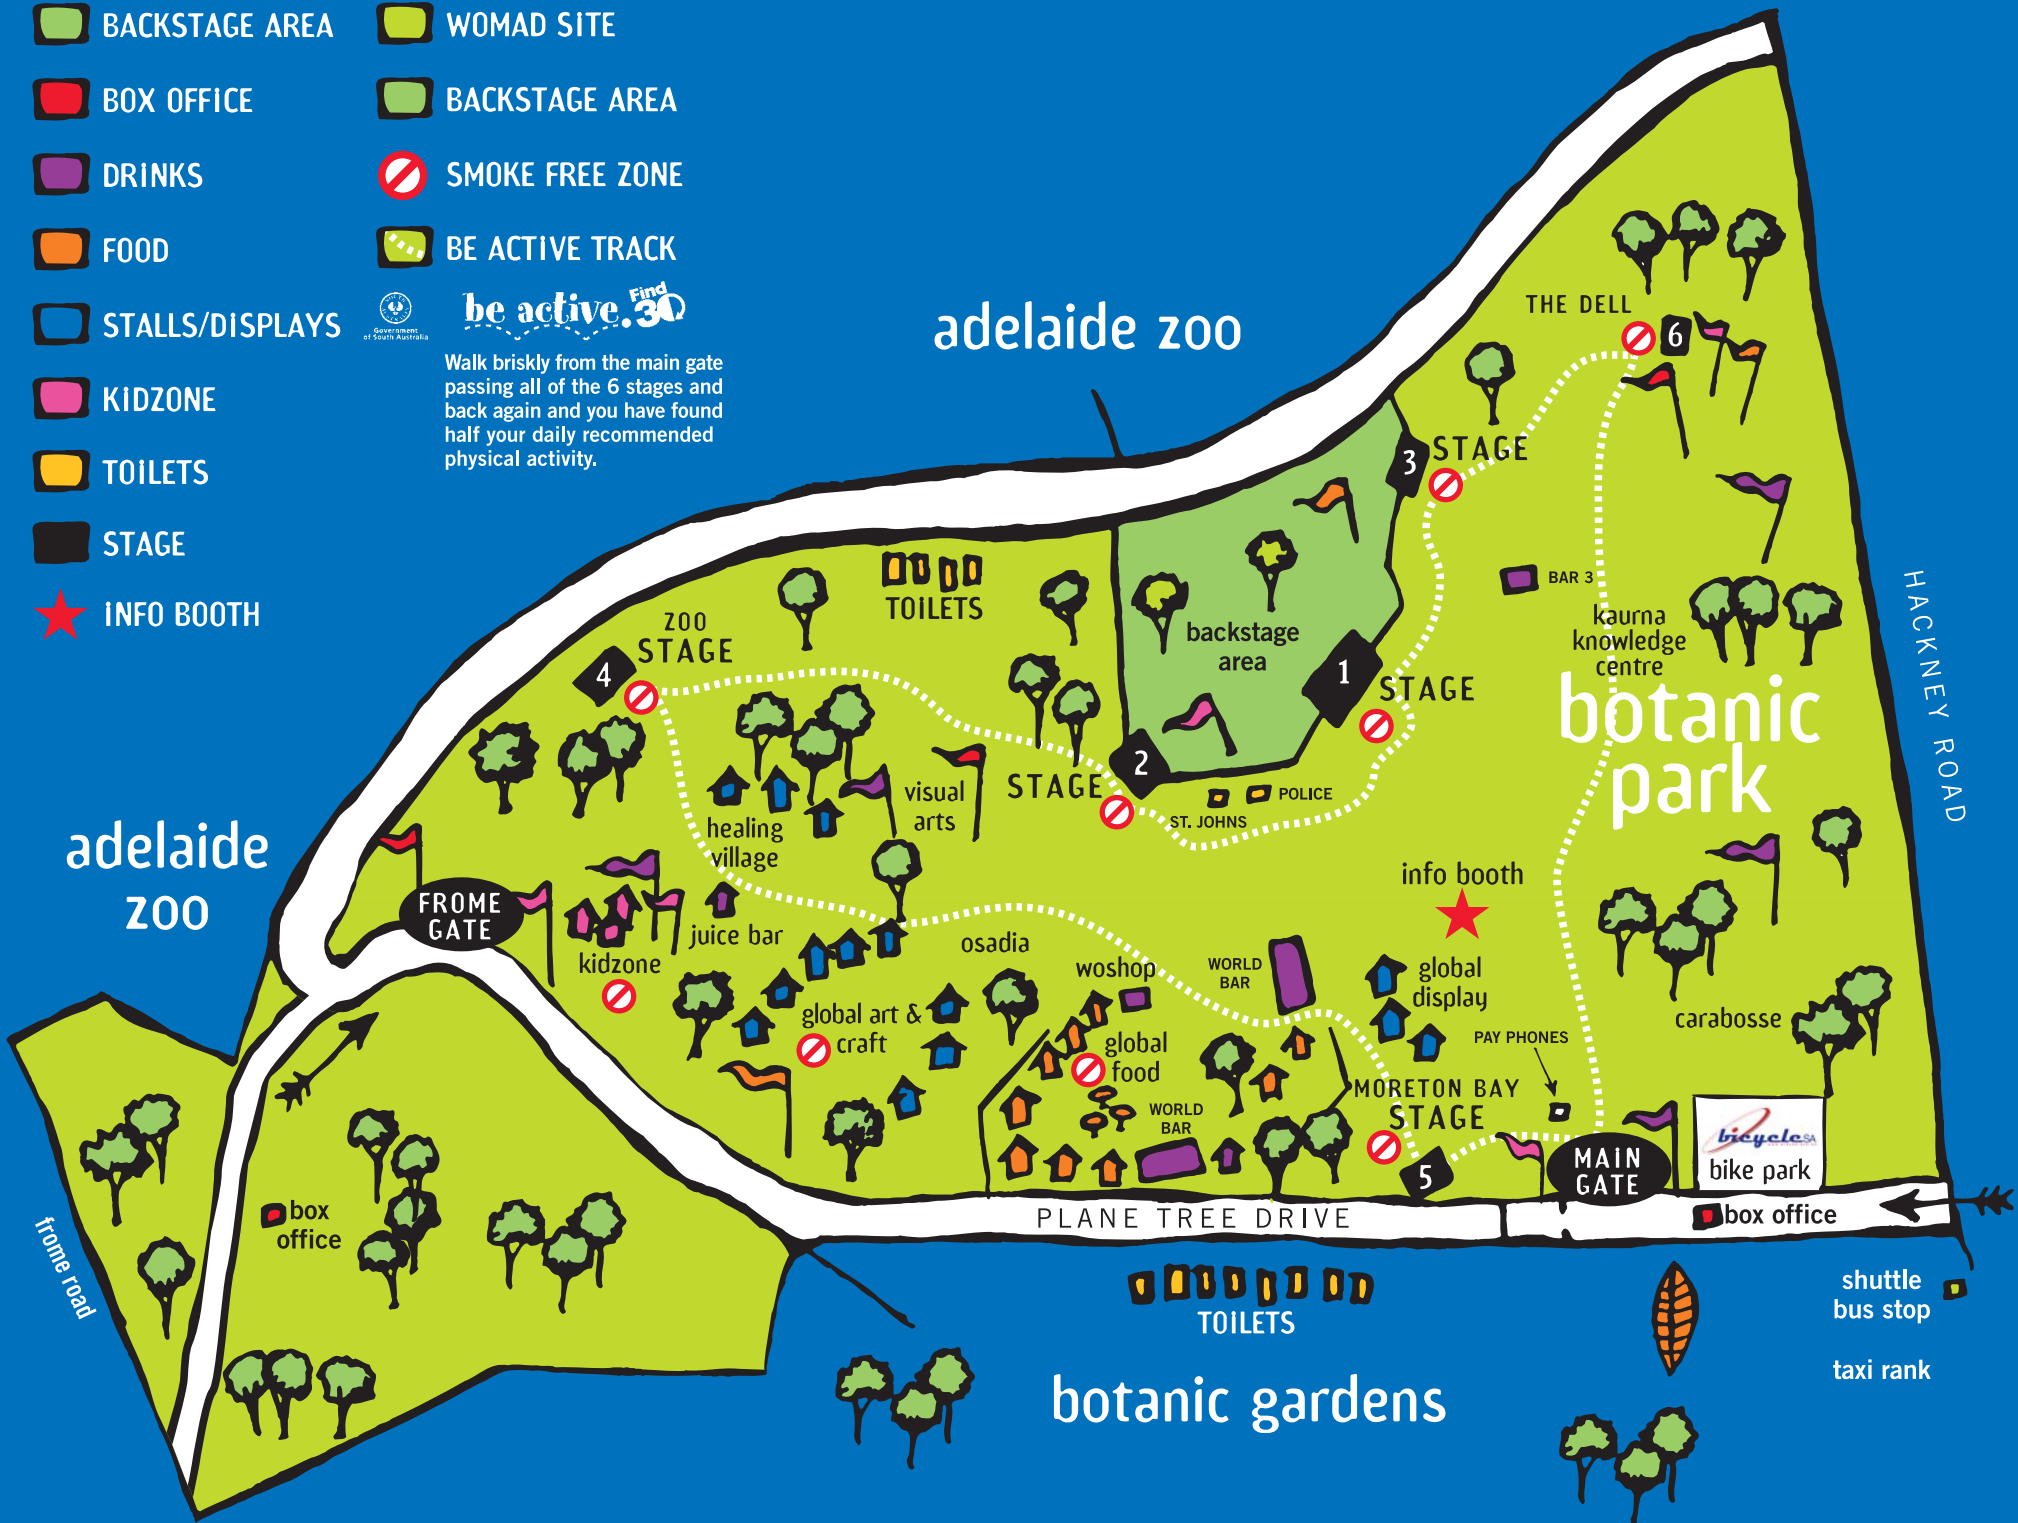 BACKSTAGE AREA
BOX OFFICE
DRINKS
FOOD
STALLS/DISPLAYS
KIDZONE
TOILETS
STAGE
INFO BOOTH
WOMAD SITE
BACKSTAGE AREA
SMOKE FREE ZONE
BE ACTIVE TRACK
Government
of South Australia
be active.
Find
30
Walk briskly from the main gate
passing all of the 6 stages and
back again and you have found
half your daily recommended
physical activity.
adelaide zoo
THE DELL
6
3
STAGE
TOILETS
ZOO
STAGE
4
backstage
area
1
STAGE
BAR 3
kaurna
knowledge
centre
HACKNEY ROAD
botanic
park
2
STAGE
POLICE
ST. JOHNS
visual
arts
healing
village
adelaide
zoo
FROME
GATE
kidzone
juice bar
osadia
woshop
WORLD
BAR
info booth
global
display
global art &
craft
global
food
WORLD
BAR
carabosse
PAY PHONES
MORETON BAY
STAGE
5
MAIN
GATE
bicycleSA
bike park
box office
PLANE TREE DRIVE
box
office
frome road
TOILETS
botanic gardens
shuttle
bus stop
taxi rank